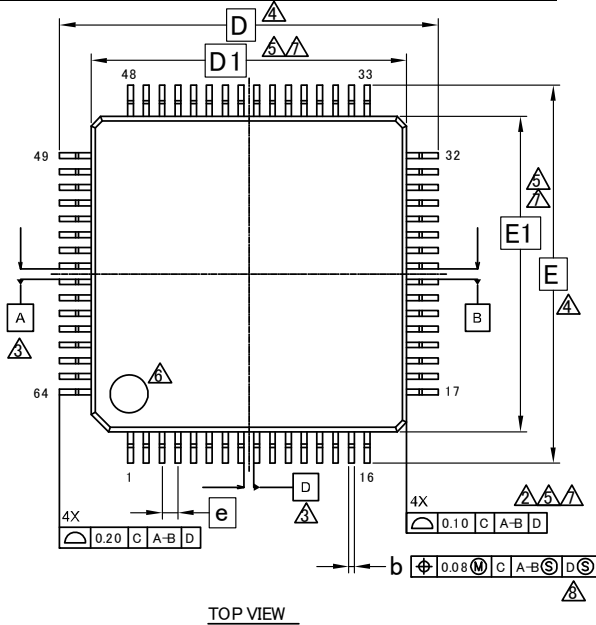 D 4
D1 5 7
48 33
49 32
5
7
E1
E
4
A
3
B
6
64 17
1 16
e
D
3
4X
0.20 C A-B D
4X
2 5 7
0.10 C A-B D
b 0.08 Ⓜ C A-B Ⓢ D Ⓢ
8
TOP VIEW